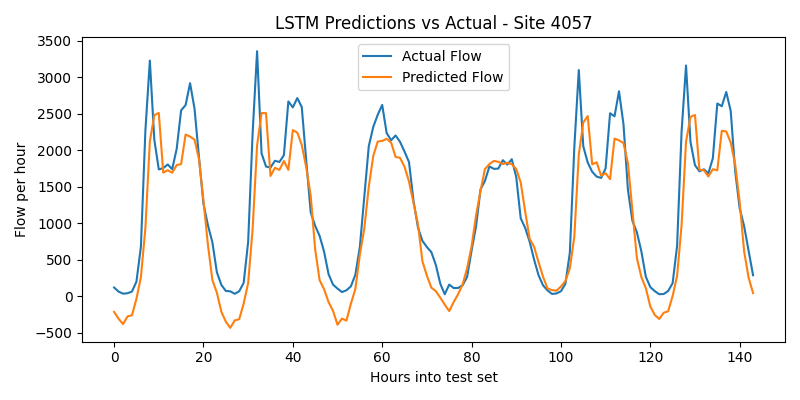 LSTM Predictions vs Actual - Site 4057
Flow per hour
3500
3000
2500
2000
1500
1000
500
0
−500
Actual Flow
Predicted Flow
0 20 40 60 80 100 120 140
Hours into test set